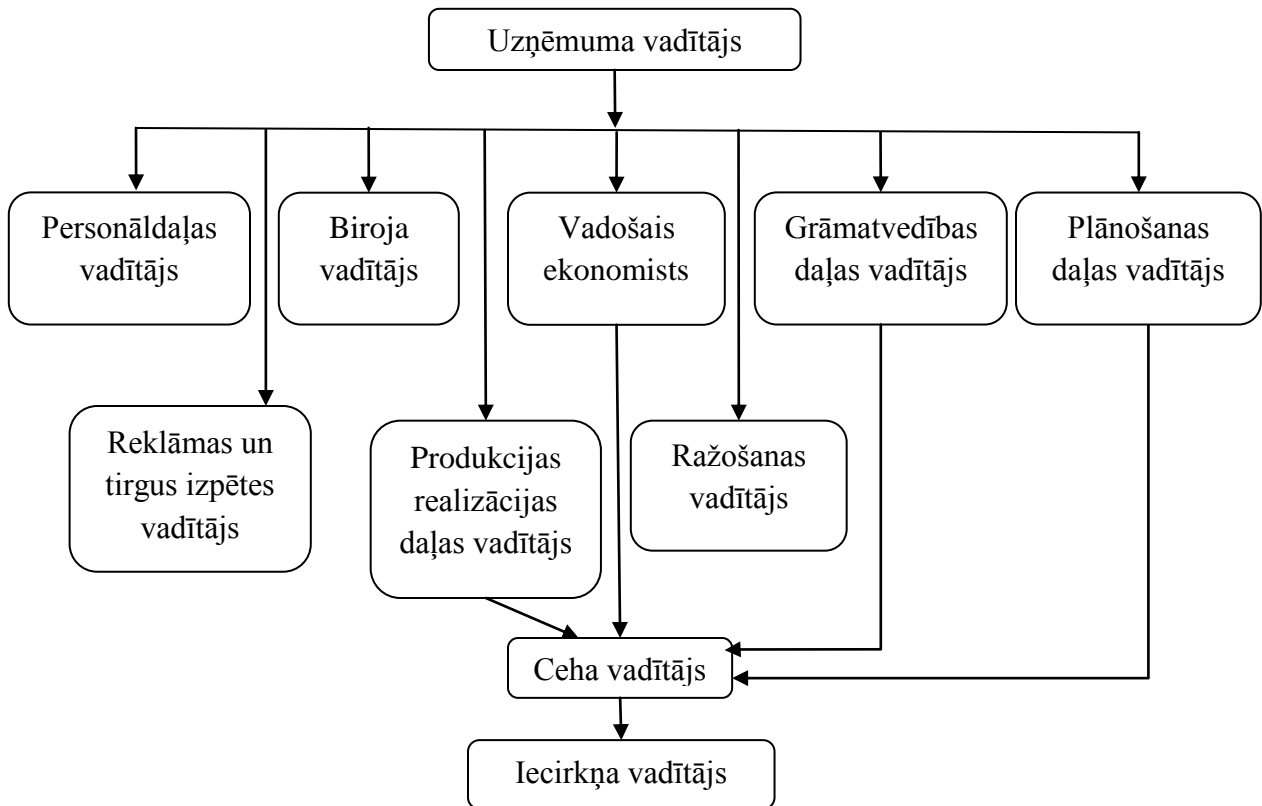 Uzņēmuma vadītājs
Personāldaļas
vadītājs
Biroja
vadītājs
Vadošais
ekonomists
Grāmatvedības
daļas vadītājs
Plānošanas
daļas vadītājs
Reklāmas un
tirgus izpētes
vadītājs
Produkcijas
realizācijas
daļas vadītājs
Ražošanas
vadītājs
Ceha vadītājs
Iecirkņa vadītājs